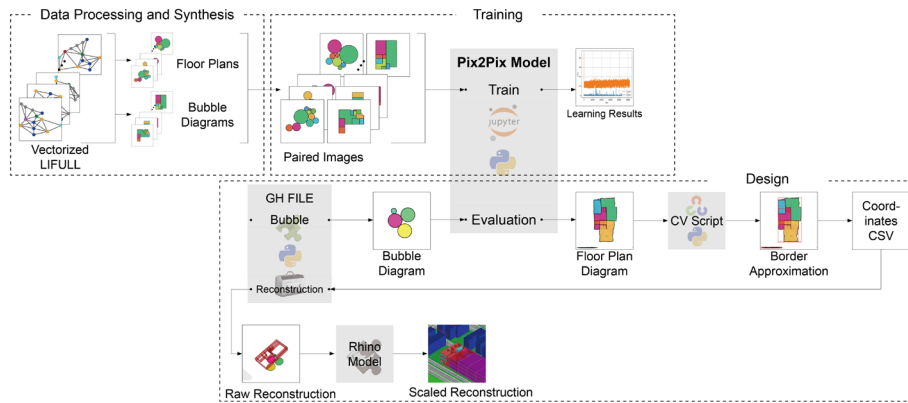 Data Processing and Synthesis
Training
Floor Plans
Bubble
Diagrams
Vectorized
LIFULL
Paired Images
Pix2Pix Model
Train
jupyter
Learning Results
Design
GH FILE
Bubble
Bubble
Diagram
Evaluation
Floor Plan
Diagram
CV Script
Border
Approximation
Coord-
inates
CSV
Reconstruction
Raw Reconstruction
Rhino
Model
Scaled Reconstruction